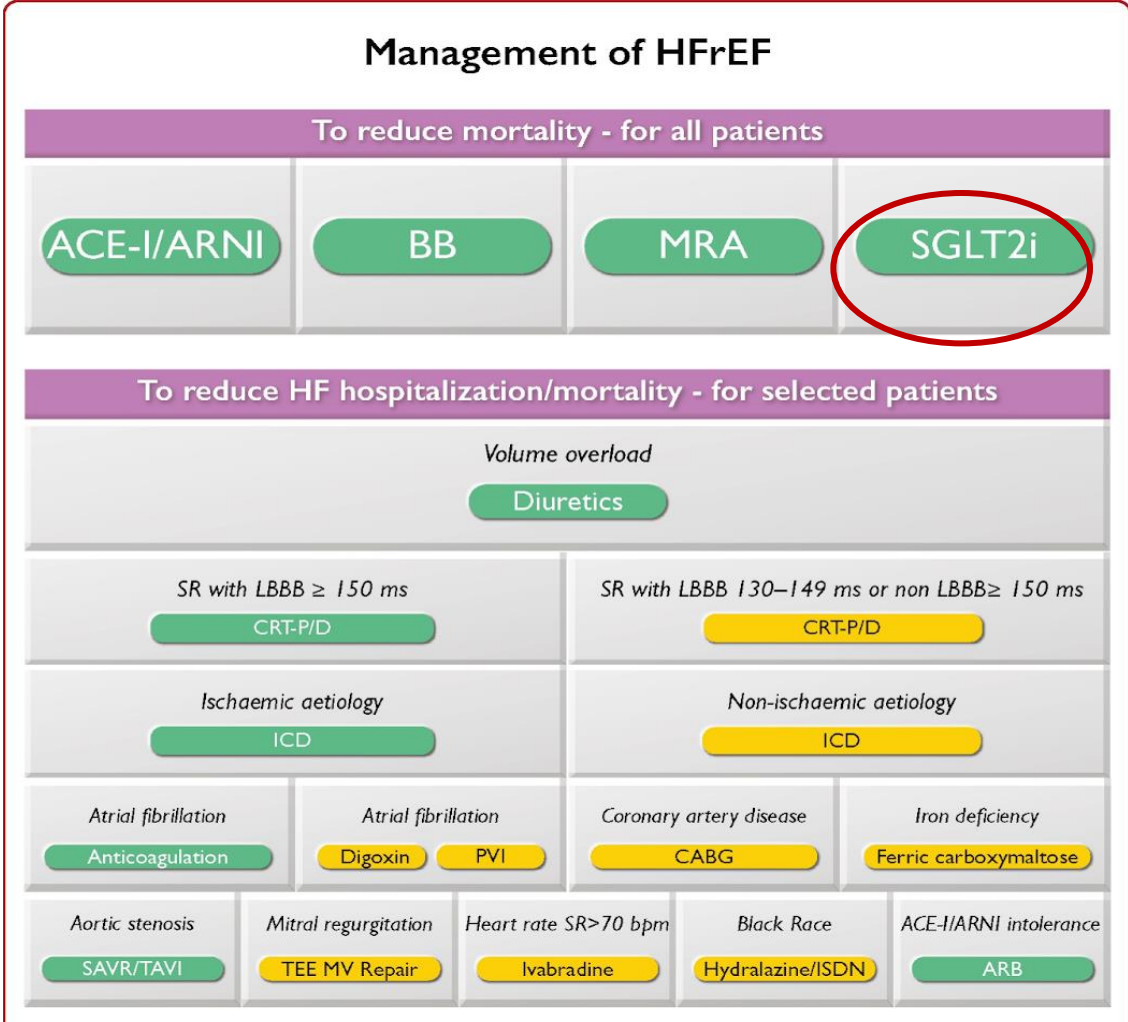 Management of HFrEF
To reduce mortality - for all patients
ACE-I/ARNI
BB
MRA
SGLT2i
To reduce HF hospitalization/mortality - for selected patients
Volume overload
Diuretics
SR with LBBB ≥ 150 ms
CRT-P/D
SR with LBBB 130–149 ms or non LBBB≥ 150 ms
CRT-P/D
Ischaemic aetiology
ICD
Non-ischaemic aetiology
ICD
Atrial fibrillation
Anticoagulation
Atrial fibrillation
Digoxin
PVI
Coronary artery disease
CABG
Iron deficiency
Ferric carboxymaltose
Aortic stenosis
SAVR/TAVI
Mitral regurgitation
TEE MV Repair
Heart rate SR>70 bpm
Ivabradine
Black Race
Hydralazine/ISDN
ACE-I/ARNI intolerance
ARB